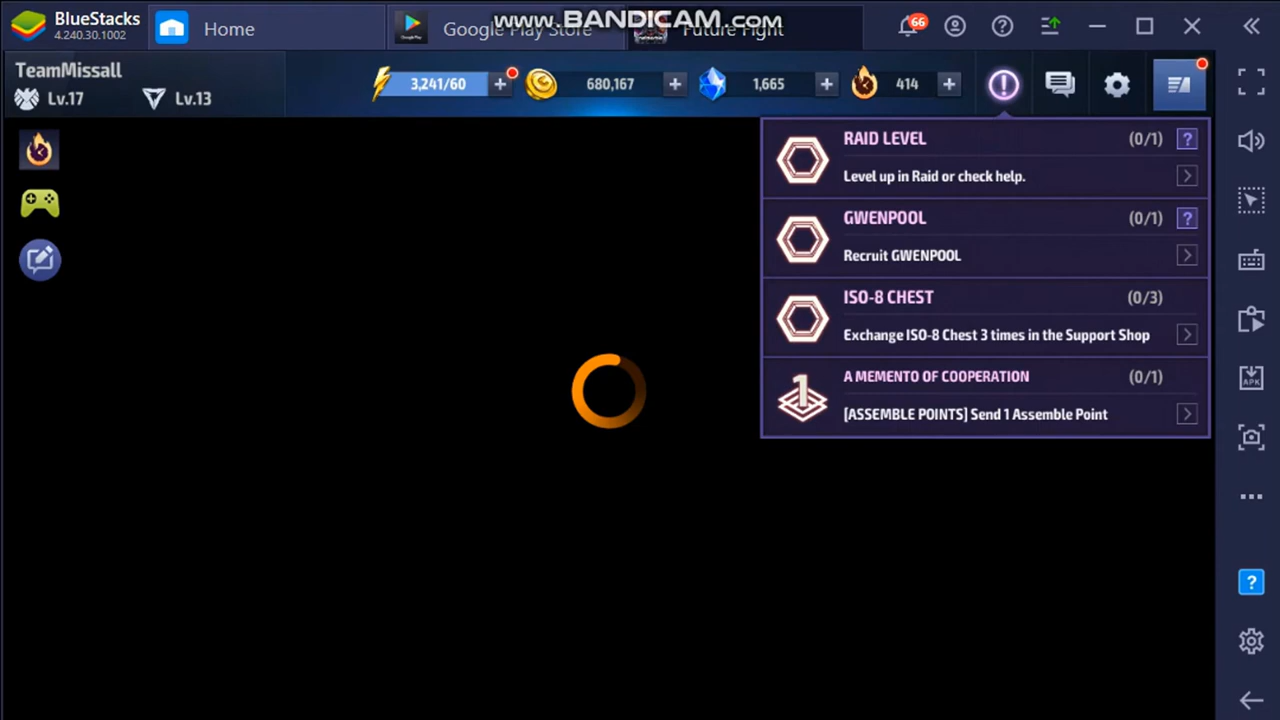 BlueStacks
4.240.30.1002
Home
Google Play Store
Future Fight
www.BANDICAM.com
66
TeamMissall
Lv.17
Lv.13
3,241/60
680,167
1,665
414
RAID LEVEL (0/1) ?
Level up in Raid or check help.
GWENPOOL (0/1) ?
Recruit GWENPOOL
ISO-8 CHEST (0/3)
Exchange ISO-8 Chest 3 times in the Support Shop
1
A MEMENTO OF COOPERATION (0/1)
[ASSEMBLE POINTS] Send 1 Assemble Point
APK
?